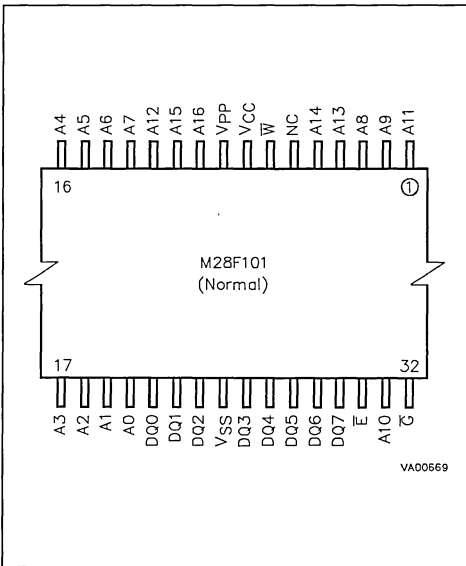 A4 A5 A6 A7 A12 A15 A16 VPP VCC W̅ NC A14 A13 A8 A9 A11
16 1
M28F101
(Normal)
17 32
A3 A2 A1 A0 DQ0 DQ1 DQ2 VSS DQ3 DQ4 DQ5 DQ6 DQ7 E̅ A10 G̅
VA00669